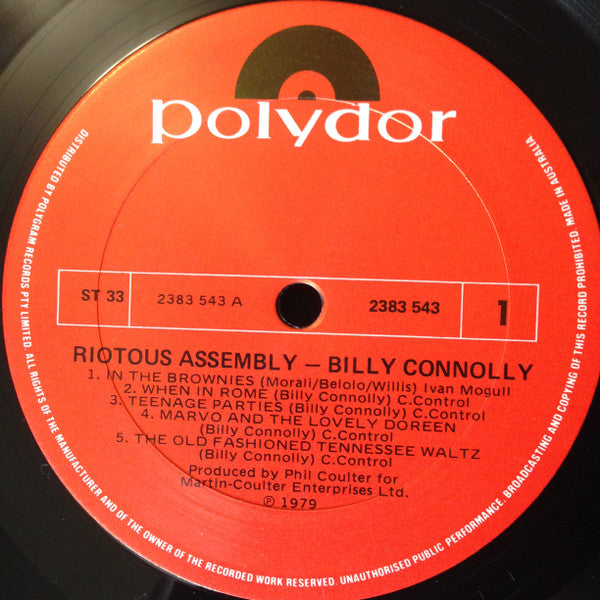 polydor
ST 33 2383 543 A 2383 543 1
RIOTOUS ASSEMBLY – BILLY CONNOLLY
1. IN THE BROWNIES (Morali/Belolo/Willis) Ivan Mogull
2. WHEN IN ROME (Billy Connolly) C.Control
3. TEENAGE PARTIES (Billy Connolly) C.Control
4. MARVO AND THE LOVELY DOREEN
(Billy Connolly) C.Control
5. THE OLD FASHIONED TENNESSEE WALTZ
(Billy Connolly) C.Control
Produced by Phil Coulter for
Martin-Coulter Enterprises Ltd.
℗ 1979
DISTRIBUTED BY POLYGRAM RECORDS PTY LIMITED. ALL RIGHTS OF THE MANUFACTURER AND OF THE OWNER OF THE RECORDED WORK RESERVED. UNAUTHORISED PUBLIC PERFORMANCE, BROADCASTING AND COPYING OF THIS RECORD PROHIBITED. MADE IN AUSTRALIA.